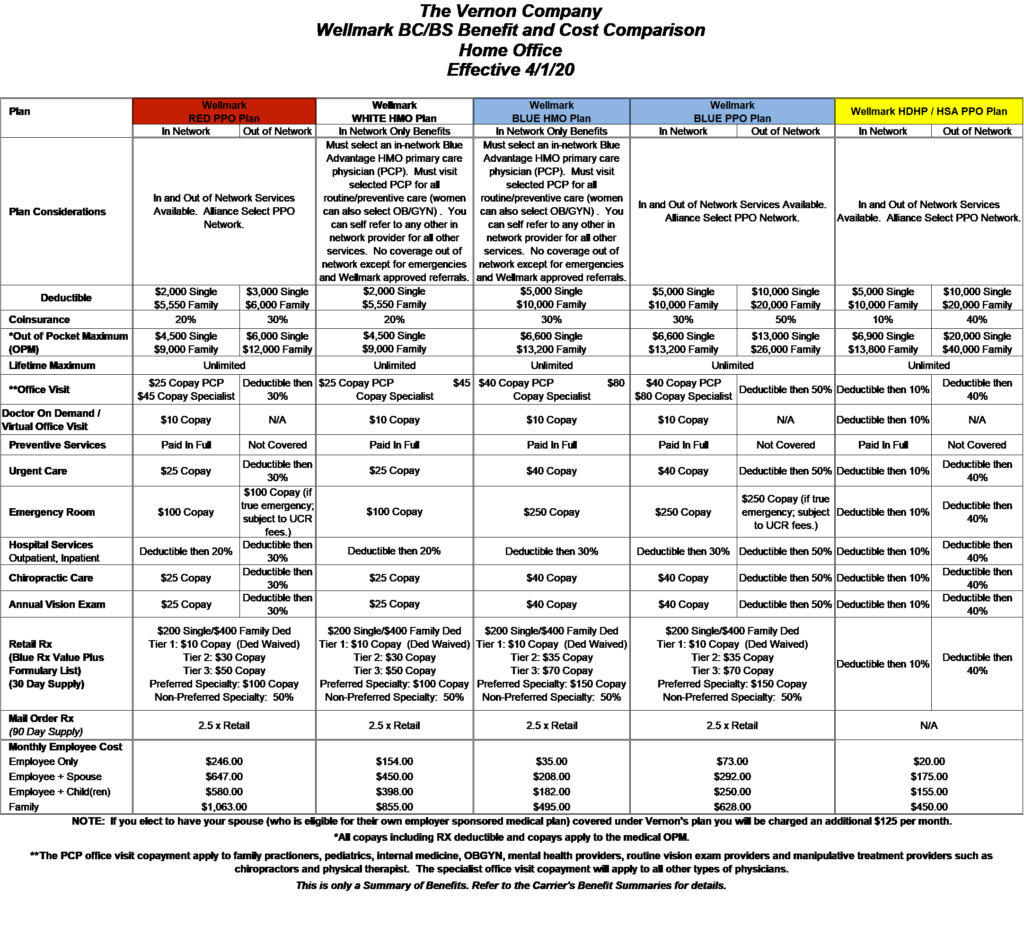 The Vernon Company
Wellmark BC/BS Benefit and Cost Comparison
Home Office
Effective 4/1/20
Plan
Wellmark
RED PPO Plan
Wellmark
WHITE HMO Plan
Wellmark
BLUE HMO Plan
Wellmark
BLUE PPO Plan
Wellmark HDHP / HSA PPO Plan
In Network Out of Network In Network Only Benefits In Network Only Benefits In Network Out of Network In Network Out of Network
Plan Considerations
In and Out of Network Services
Available. Alliance Select PPO
Network.
Must select an in-network Blue
Advantage HMO primary care
physician (PCP). Must visit
selected PCP for all
routine/preventive care (women
can also select OB/GYN) . You
can self refer to any other in
network provider for all other
services. No coverage out of
network except for emergencies
and Wellmark approved referrals.
Must select an in-network Blue
Advantage HMO primary care
physician (PCP). Must visit
selected PCP for all
routine/preventive care (women
can also select OB/GYN) . You
can self refer to any other in
network provider for all other
services. No coverage out of
network except for emergencies
and Wellmark approved referrals.
In and Out of Network Services Available.
Alliance Select PPO Network.
In and Out of Network Services
Available. Alliance Select PPO Network.
Deductible
$2,000 Single
$5,550 Family
$3,000 Single
$6,000 Family
$2,000 Single
$5,550 Family
$5,000 Single
$10,000 Family
$5,000 Single
$10,000 Family
$10,000 Single
$20,000 Family
$5,000 Single
$10,000 Family
$10,000 Single
$20,000 Family
Coinsurance 20% 30% 20% 30% 30% 50% 10% 40%
*Out of Pocket Maximum
(OPM)
$4,500 Single
$9,000 Family
$6,000 Single
$12,000 Family
$4,500 Single
$9,000 Family
$6,600 Single
$13,200 Family
$6,600 Single
$13,200 Family
$13,000 Single
$26,000 Family
$6,900 Single
$13,800 Family
$20,000 Single
$40,000 Family
Lifetime Maximum Unlimited Unlimited Unlimited Unlimited Unlimited
**Office Visit
$25 Copay PCP
$45 Copay Specialist
Deductible then
30%
$25 Copay PCP $45
Copay Specialist
$40 Copay PCP $80
Copay Specialist
$40 Copay PCP
$80 Copay Specialist
Deductible then 50%
Deductible then 10%
Deductible then
40%
Doctor On Demand /
Virtual Office Visit
$10 Copay N/A $10 Copay $10 Copay $10 Copay N/A Deductible then 10% N/A
Preventive Services Paid In Full Not Covered Paid In Full Paid In Full Paid In Full Not Covered Paid In Full Not Covered
Urgent Care
$25 Copay
Deductible then
30%
$25 Copay
$40 Copay
$40 Copay
Deductible then 50%
Deductible then 10%
Deductible then
40%
Emergency Room
$100 Copay
$100 Copay (if
true emergency;
subject to UCR
fees.)
$100 Copay
$250 Copay
$250 Copay
$250 Copay (if true
emergency; subject
to UCR fees.)
Deductible then 10%
Deductible then
40%
Hospital Services
Outpatient, Inpatient
Deductible then 20%
Deductible then
30%
Deductible then 20%
Deductible then 30%
Deductible then 30%
Deductible then 50%
Deductible then 10%
Deductible then
40%
Chiropractic Care
$25 Copay
Deductible then
30%
$25 Copay
$40 Copay
$40 Copay
Deductible then 50%
Deductible then 10%
Deductible then
40%
Annual Vision Exam
$25 Copay
Deductible then
30%
$25 Copay
$40 Copay
$40 Copay
Deductible then 50%
Deductible then 10%
Deductible then
40%
Retail Rx
(Blue Rx Value Plus
Formulary List)
(30 Day Supply)
$200 Single/$400 Family Ded
Tier 1: $10 Copay (Ded Waived)
Tier 2: $30 Copay
Tier 3: $50 Copay
Preferred Specialty: $100 Copay
Non-Preferred Specialty: 50%
$200 Single/$400 Family Ded
Tier 1: $10 Copay (Ded Waived)
Tier 2: $30 Copay
Tier 3: $50 Copay
Preferred Specialty: $100 Copay
Non-Preferred Specialty: 50%
$200 Single/$400 Family Ded
Tier 1: $10 Copay (Ded Waived)
Tier 2: $35 Copay
Tier 3: $70 Copay
Preferred Specialty: $150 Copay
Non-Preferred Specialty: 50%
$200 Single/$400 Family Ded
Tier 1: $10 Copay (Ded Waived)
Tier 2: $35 Copay
Tier 3: $70 Copay
Preferred Specialty: $150 Copay
Non-Preferred Specialty: 50%
Deductible then 10%
Deductible then
40%
Mail Order Rx
(90 Day Supply)
2.5 x Retail 2.5 x Retail 2.5 x Retail 2.5 x Retail N/A
Monthly Employee Cost
Employee Only $246.00 $154.00 $35.00 $73.00 $20.00
Employee + Spouse $647.00 $450.00 $208.00 $292.00 $175.00
Employee + Child(ren) $580.00 $398.00 $182.00 $250.00 $155.00
Family $1,063.00 $855.00 $495.00 $628.00 $450.00
NOTE: If you elect to have your spouse (who is eligible for their own employer sponsored medical plan) covered under Vernon's plan you will be charged an additional $125 per month.
*All copays including RX deductible and copays apply to the medical OPM.
**The PCP office visit copayment apply to family practioners, pediatrics, internal medicine, OBGYN, mental health providers, routine vision exam providers and manipulative treatment providers such as
chiropractors and physical therapist. The specialist office visit copayment will apply to all other types of physicians.
This is only a Summary of Benefits. Refer to the Carrier's Benefit Summaries for details.